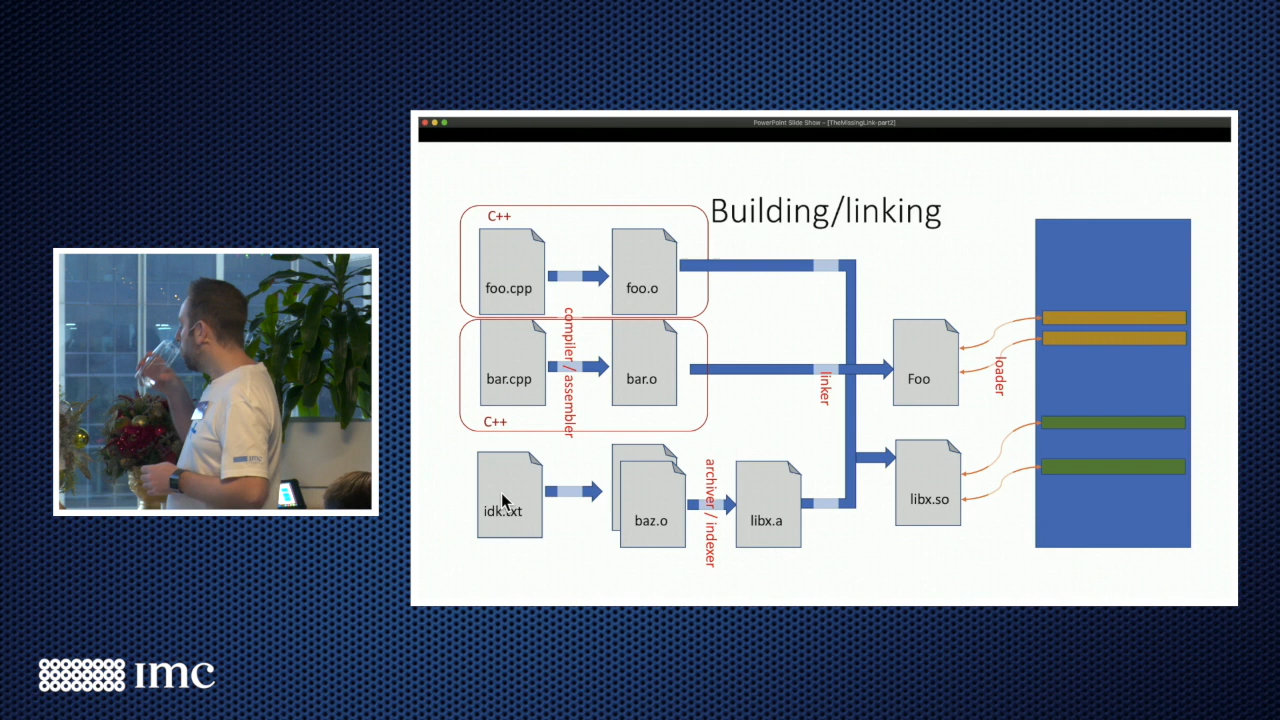 PowerPoint Slide Show - [TheMissingLink-part2]
Building/linking
C++
foo.cpp
foo.o
compiler / assembler
bar.cpp
bar.o
C++
linker
Foo
loader
idk.txt
baz.o
archiver / indexer
libx.a
libx.so
imc
imc